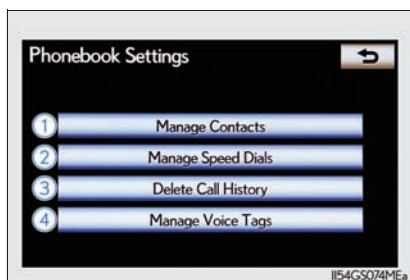 Phonebook Settings
1 Manage Contacts
2 Manage Speed Dials
3 Delete Call History
4 Manage Voice Tags
II54GS074MEa